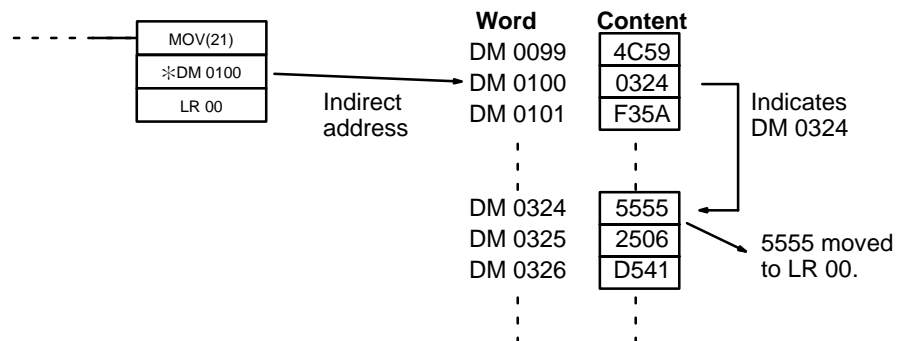 Word Content
MOV(21)
DM 0099 4C59
✽DM 0100
DM 0100 0324
LR 00
Indirect
address
DM 0101 F35A
Indicates
DM 0324
DM 0324 5555
DM 0325 2506
DM 0326 D541
5555 moved
to LR 00.